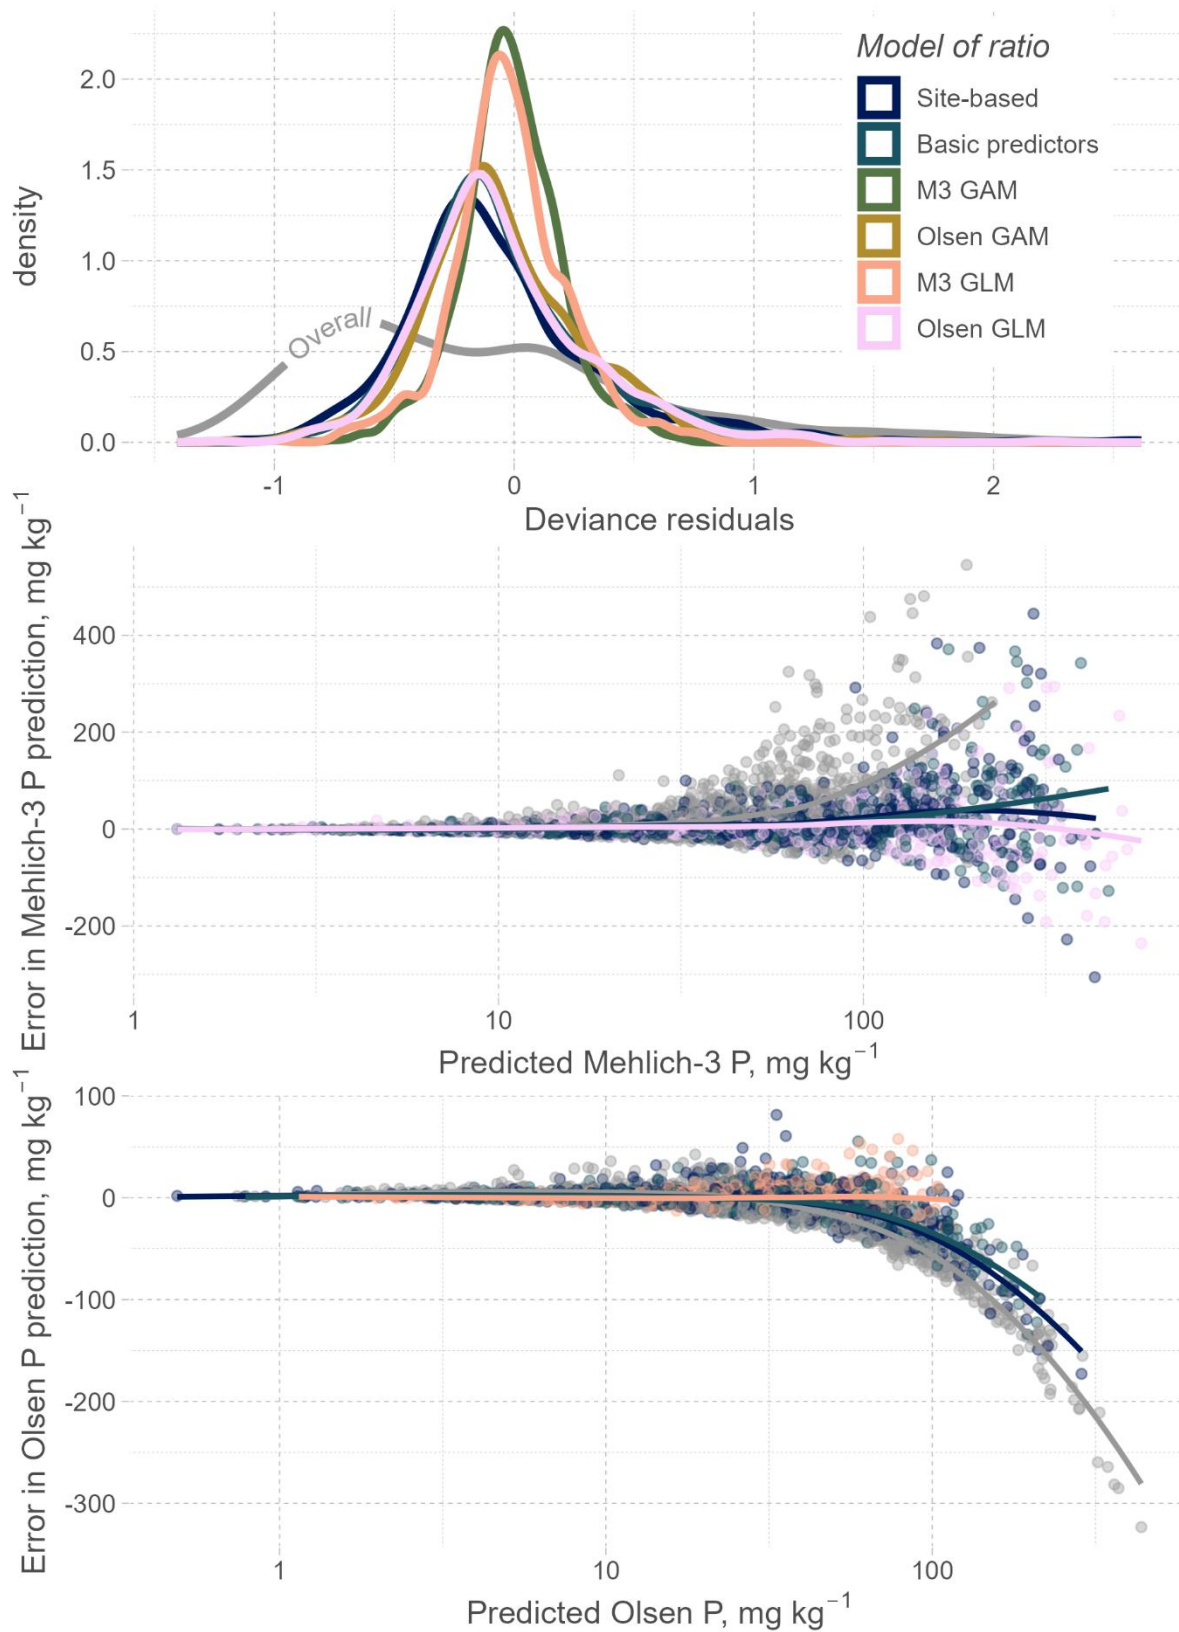 Model of ratio
Site-based
Basic predictors
M3 GAM
Olsen GAM
M3 GLM
Olsen GLM
density
2.0
1.5
1.0
0.5
0.0
Overall
-1 0 1 2
Deviance residuals
Error in Mehlich-3 P prediction, mg kg⁻¹
400
200
0
-200
1 10 100
Predicted Mehlich-3 P, mg kg⁻¹
Error in Olsen P prediction, mg kg⁻¹
100
0
-100
-200
-300
1 10 100
Predicted Olsen P, mg kg⁻¹